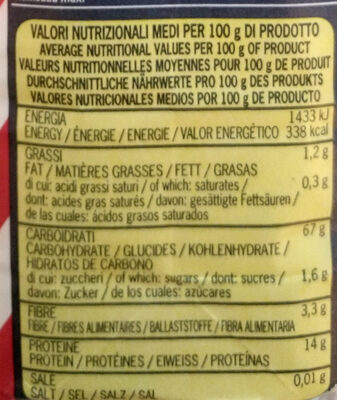 VALORI NUTRIZIONALI MEDI PER 100 g DI PRODOTTO
AVERAGE NUTRITIONAL VALUES PER 100 g OF PRODUCT
VALEURS NUTRITIONNELLES MOYENNES POUR 100 g DE PRODUIT
DURCHSCHNITTLICHE NÄHRWERTE PRO 100 g DES PRODUKTS
VALORES NUTRICIONALES MEDIOS POR 100 g DE PRODUCTO
ENERGIA 1433 kJ
ENERGY / ÉNERGIE / ENERGIE / VALOR ENERGÉTICO 338 kcal
GRASSI 1,2 g
FAT / MATIÈRES GRASSES / FETT / GRASAS
di cui: acidi grassi saturi / of which: saturates / 0,3 g
dont: acides gras saturés / davon: gesättigte Fettsäuren /
de las cuales: ácidos grasos saturados
CARBOIDRATI 67 g
CARBOHYDRATE / GLUCIDES / KOHLENHYDRATE /
HIDRATOS DE CARBONO
di cui: zuccheri / of which: sugars / dont: sucres / 1,6 g
davon: Zucker / de los cuales: azúcares
FIBRE 3,3 g
FIBRE / FIBRES ALIMENTAIRES / BALLASTSTOFFE / FIBRA ALIMENTARIA
PROTEINE 14 g
PROTEIN / PROTÉINES / EIWEISS / PROTEÍNAS
SALE 0,01 g
SALT / SEL / SALZ / SAL